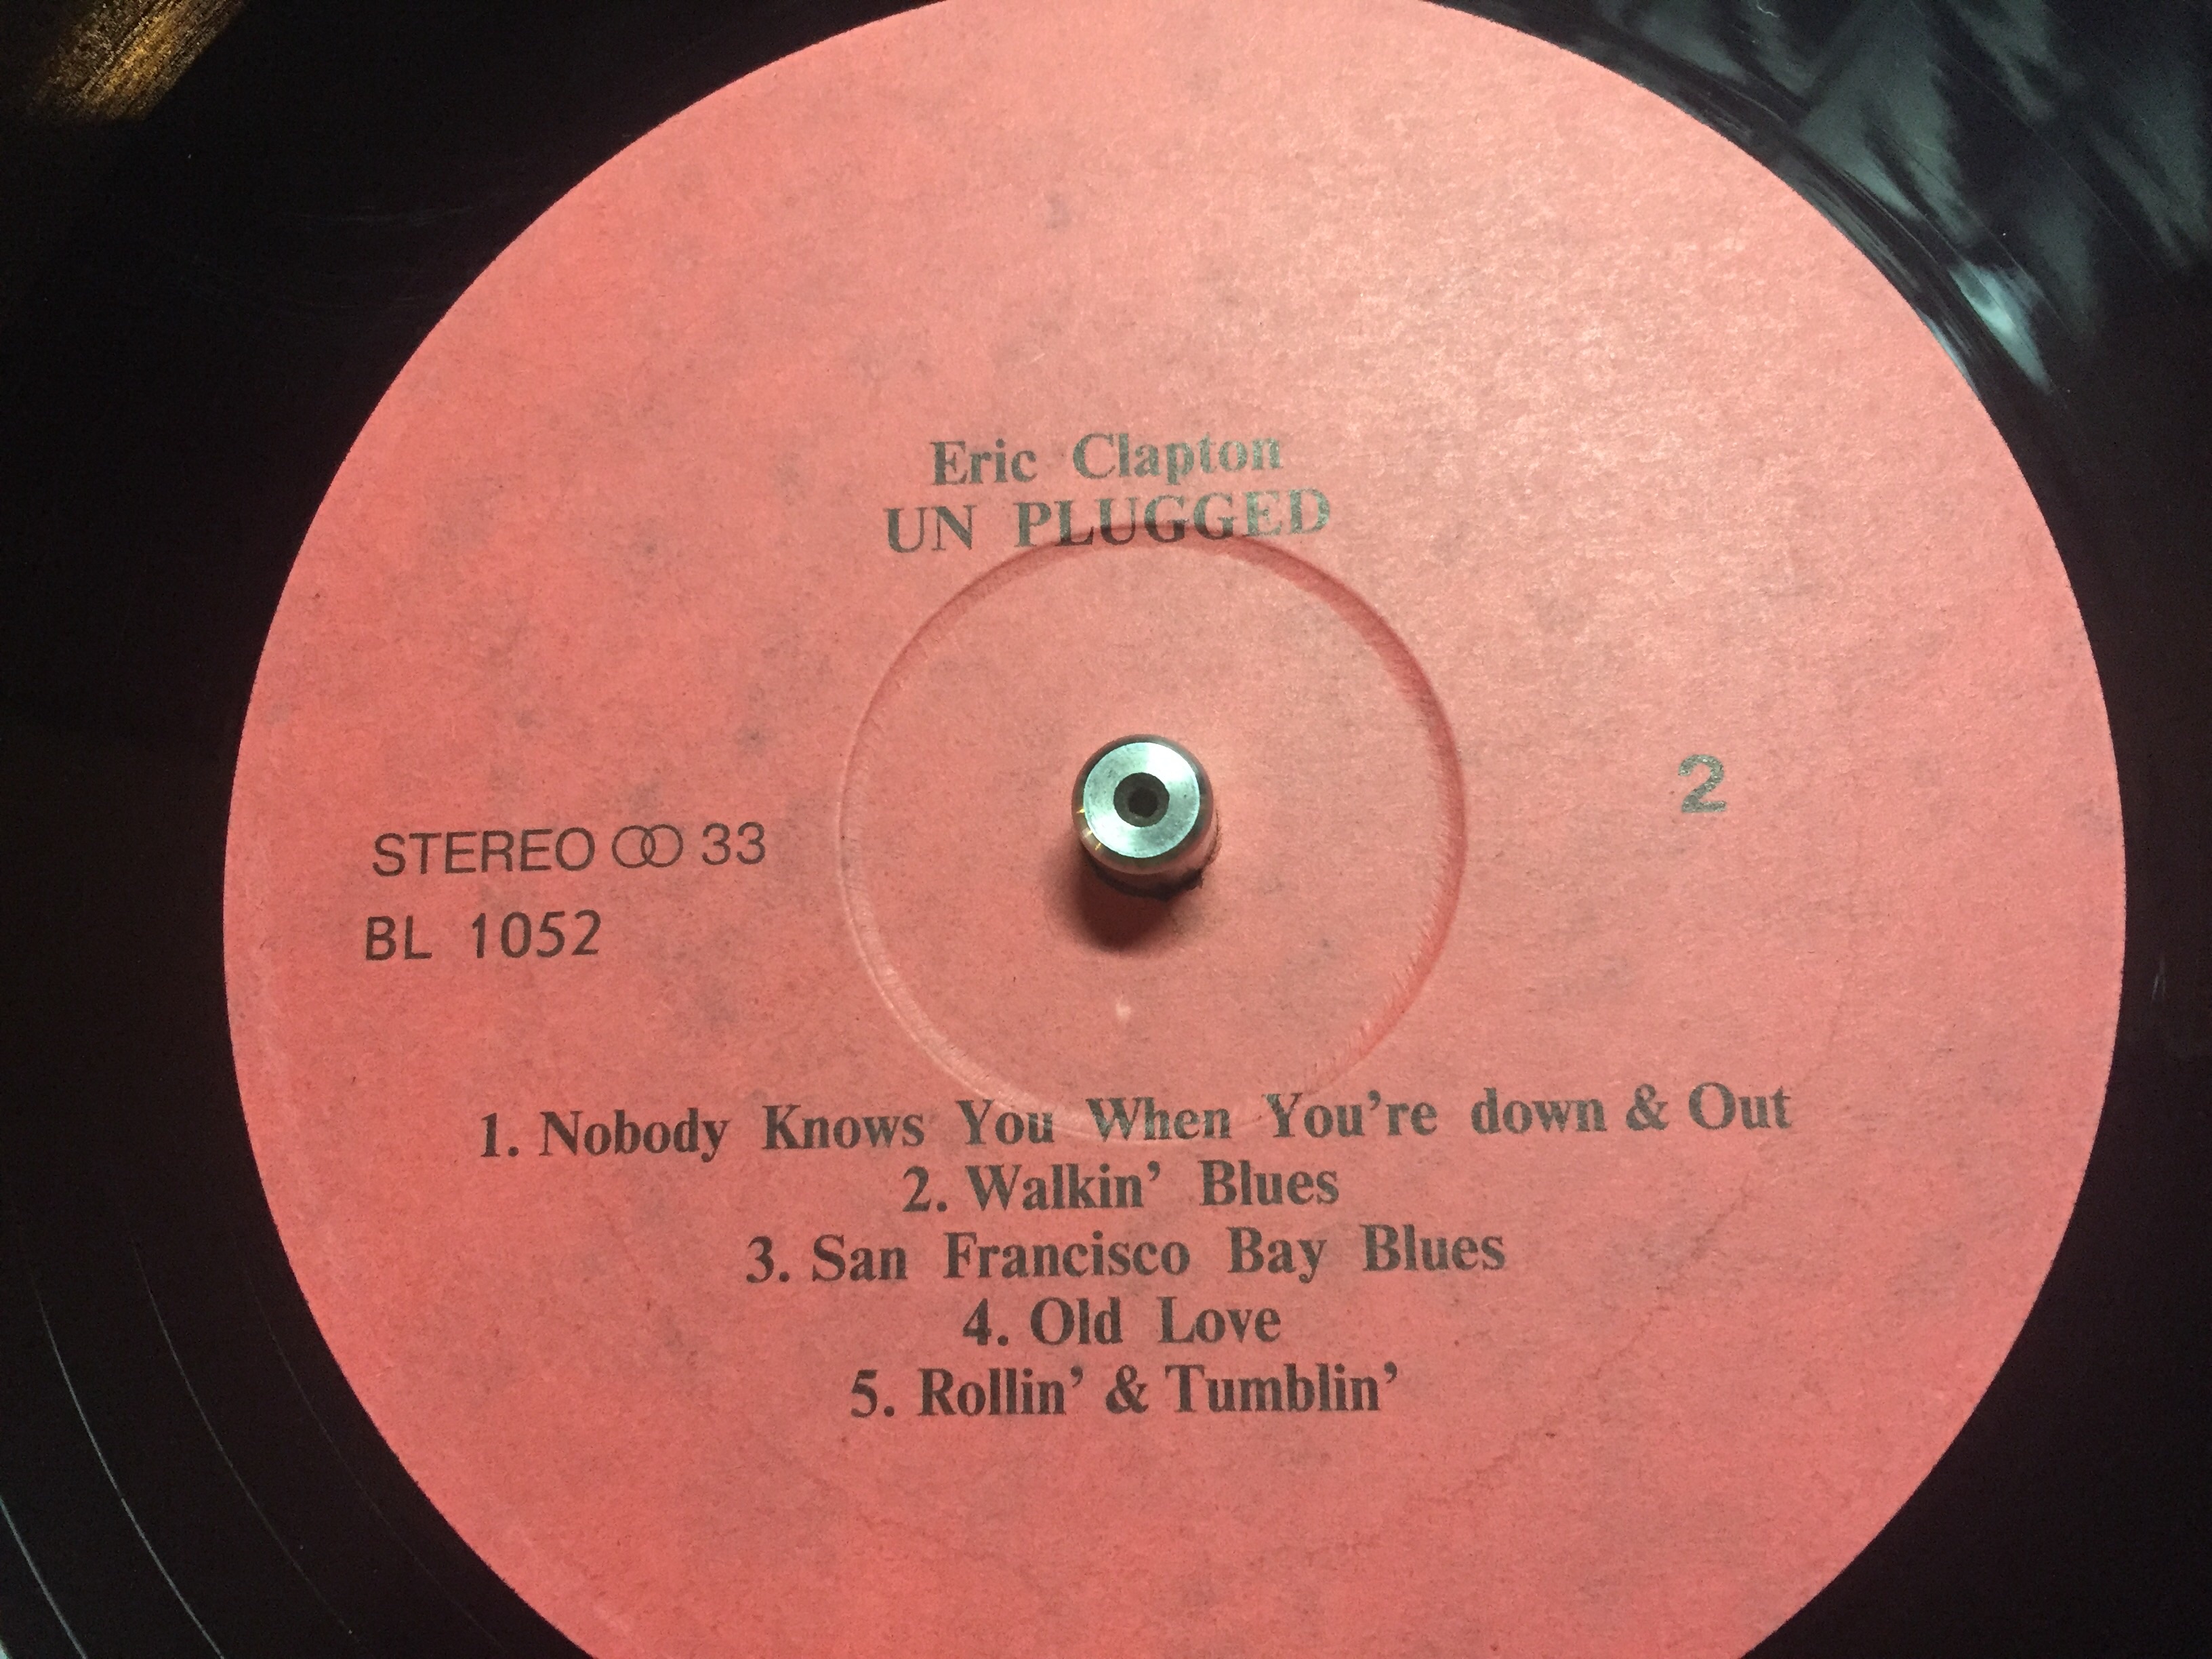 Eric Clapton
UN PLUGGED
2
STEREO ꝏ 33
BL 1052
1. Nobody Knows You When You're down & Out
2. Walkin' Blues
3. San Francisco Bay Blues
4. Old Love
5. Rollin' & Tumblin'